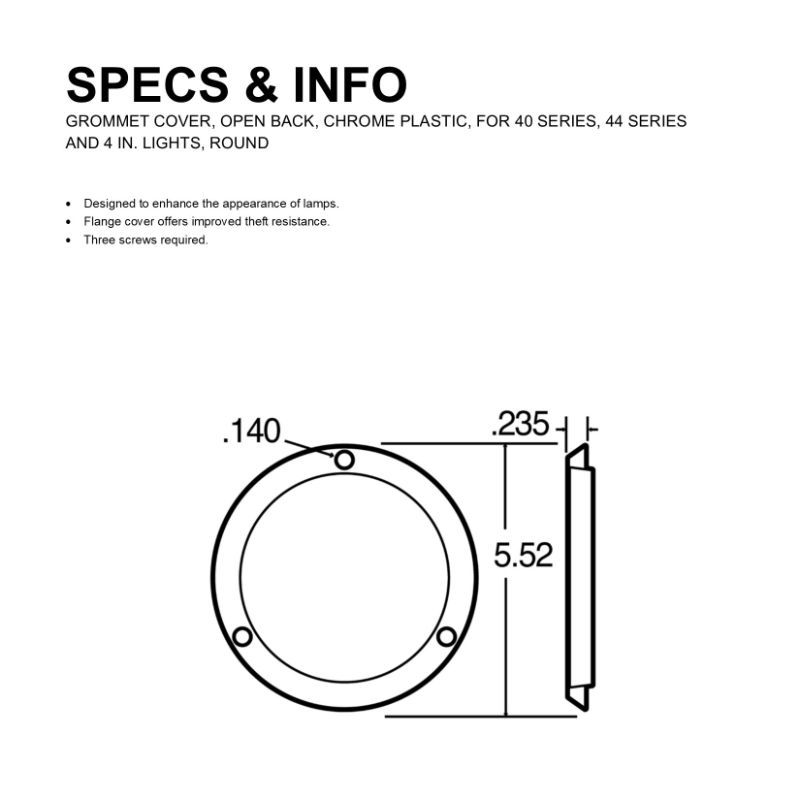 SPECS & INFO
GROMMET COVER, OPEN BACK, CHROME PLASTIC, FOR 40 SERIES, 44 SERIES
AND 4 IN. LIGHTS, ROUND
• Designed to enhance the appearance of lamps.
• Flange cover offers improved theft resistance.
• Three screws required.
.140
.235
5.52